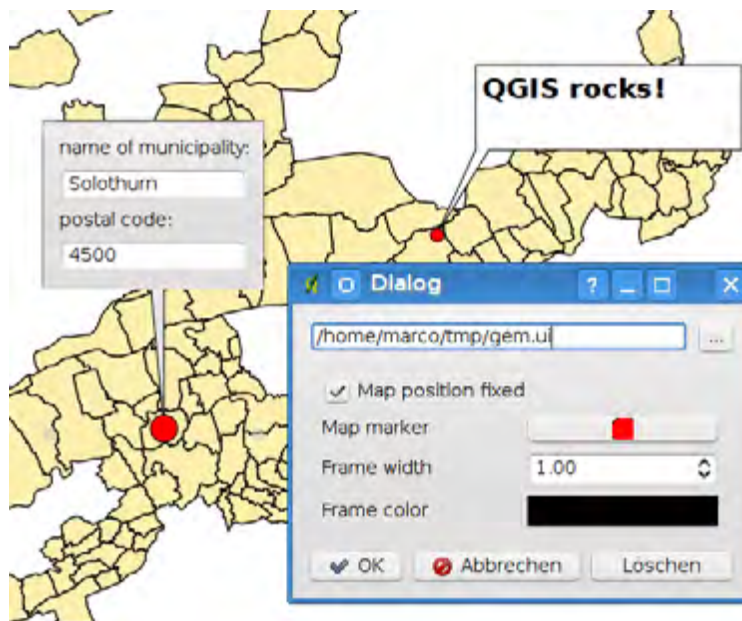 QGIS rocks!
name of municipality:
Solothurn
postal code:
4500
Dialog
?
/home/marco/tmp/gem.ui
...
Map position fixed
Map marker
Frame width
1.00
Frame color
OK
Abbrechen
Löschen